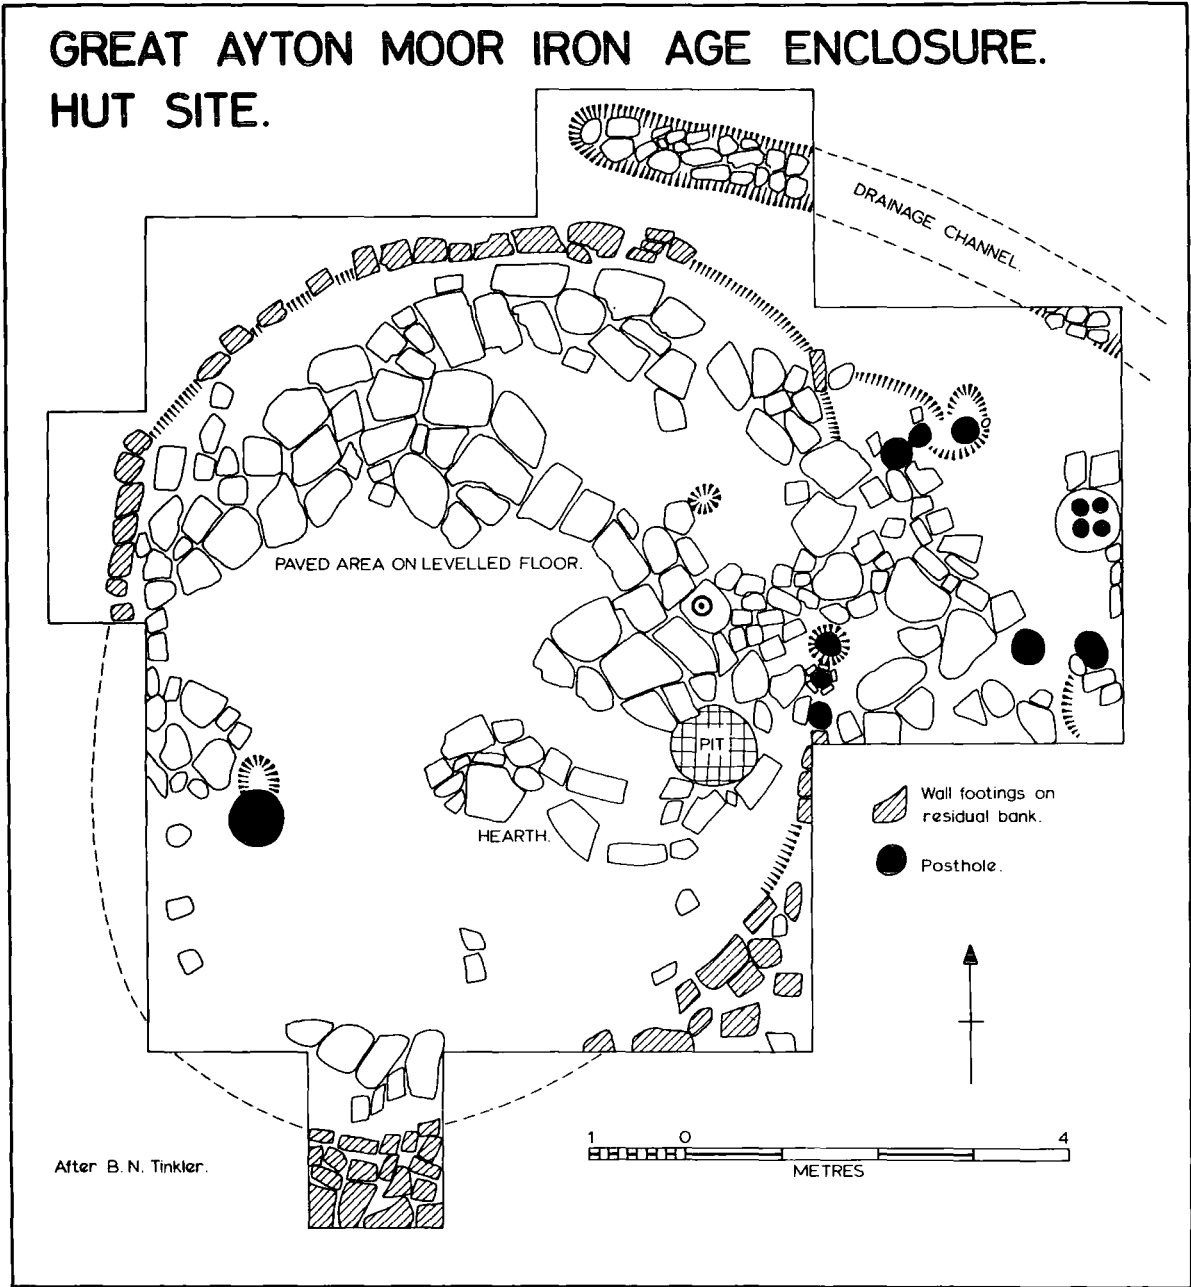 GREAT AYTON MOOR IRON AGE ENCLOSURE.
HUT SITE.
DRAINAGE CHANNEL.
PAVED AREA ON LEVELLED FLOOR.
PIT
HEARTH.
Wall footings on
residual bank.
Posthole.
After B. N. Tinkler.
1 0 4
METRES